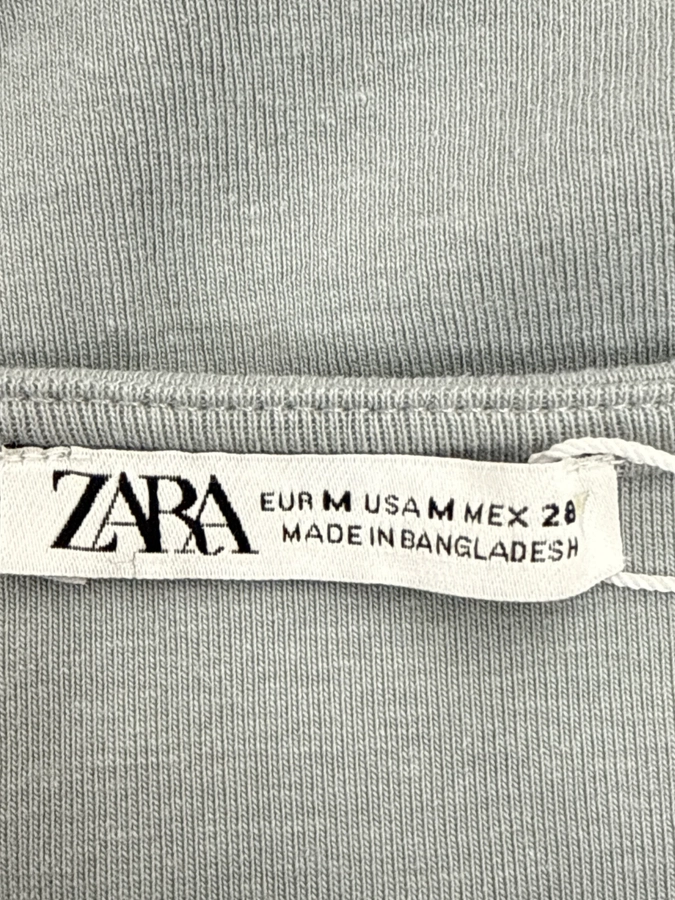 ZARA EUR M USA M MEX 28
MADE IN BANGLADESH